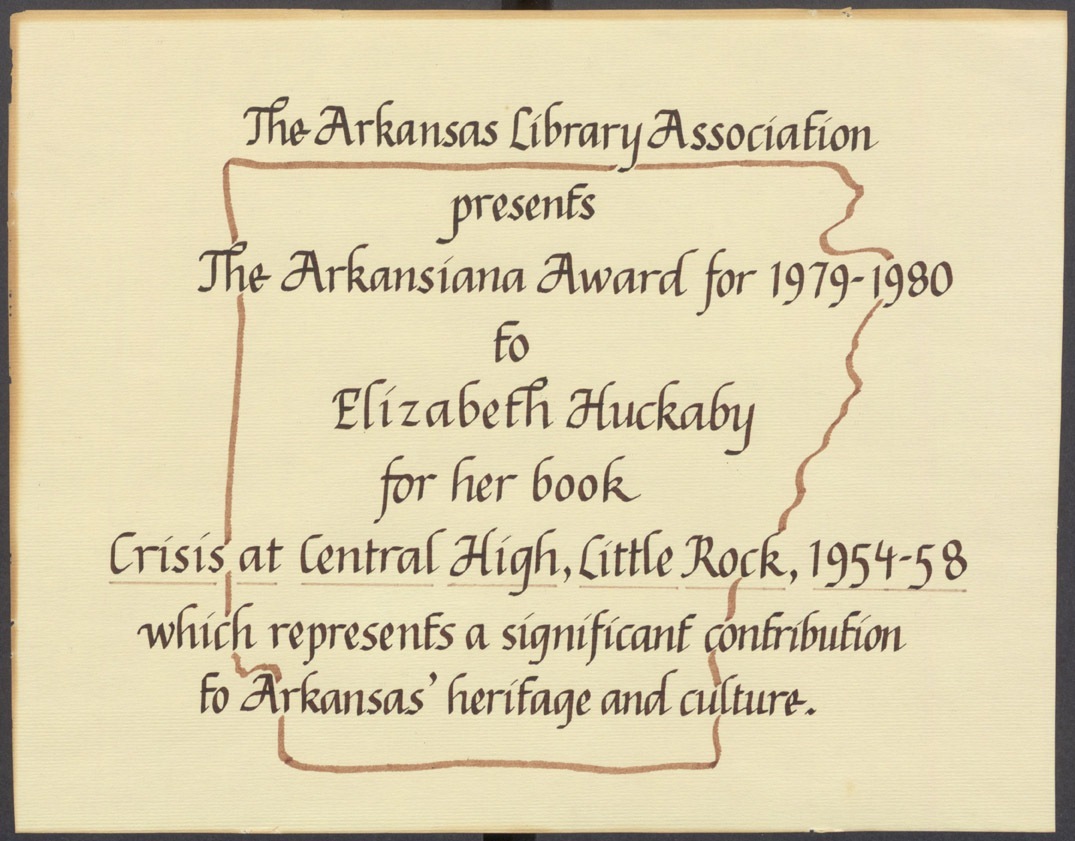 The Arkansas Library Association
presents
The Arkansiana Award for 1979-1980
to
Elizabeth Huckaby
for her book
Crisis at Central High, Little Rock, 1954-58
which represents a significant contribution
to Arkansas' heritage and culture.